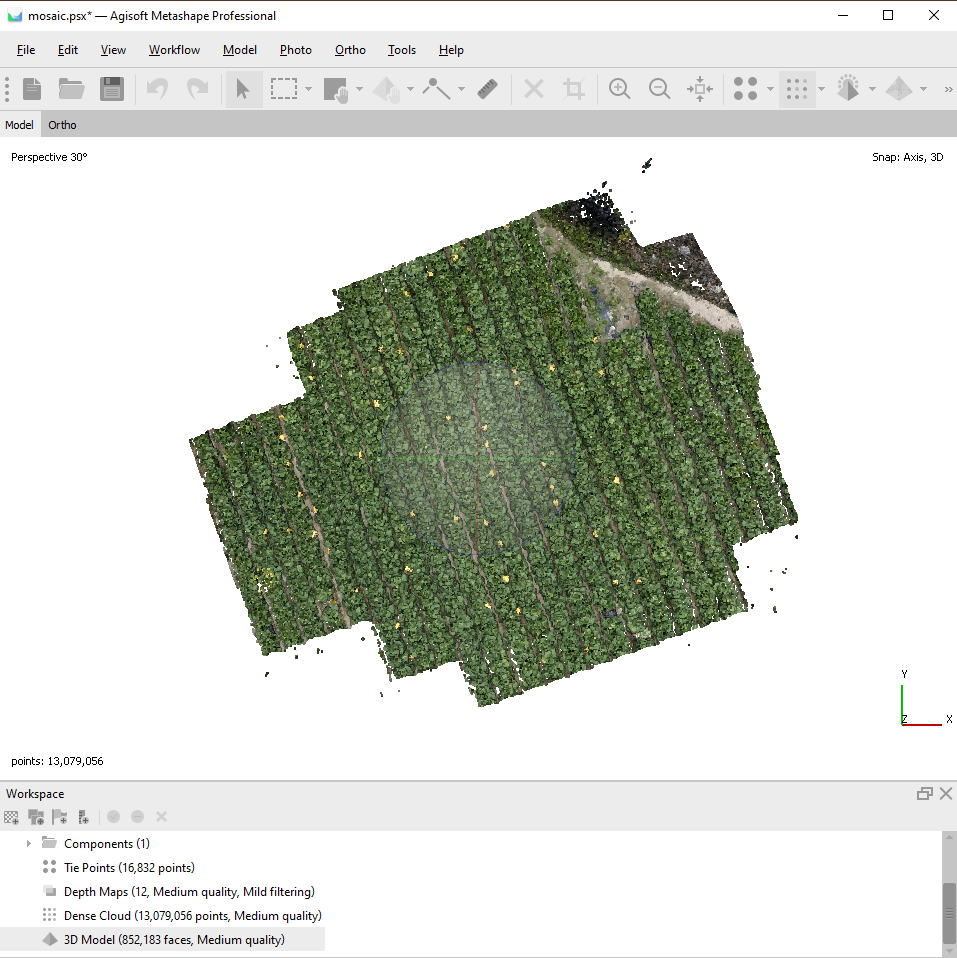 mosaic.psx* — Agisoft Metashape Professional
File Edit View Workflow Model Photo Ortho Tools Help
Model Ortho
Perspective 30°
Snap: Axis, 3D
Y
Z X
points: 13,079,056
Workspace
Components (1)
Tie Points (16,832 points)
Depth Maps (12, Medium quality, Mild filtering)
Dense Cloud (13,079,056 points, Medium quality)
3D Model (852,183 faces, Medium quality)